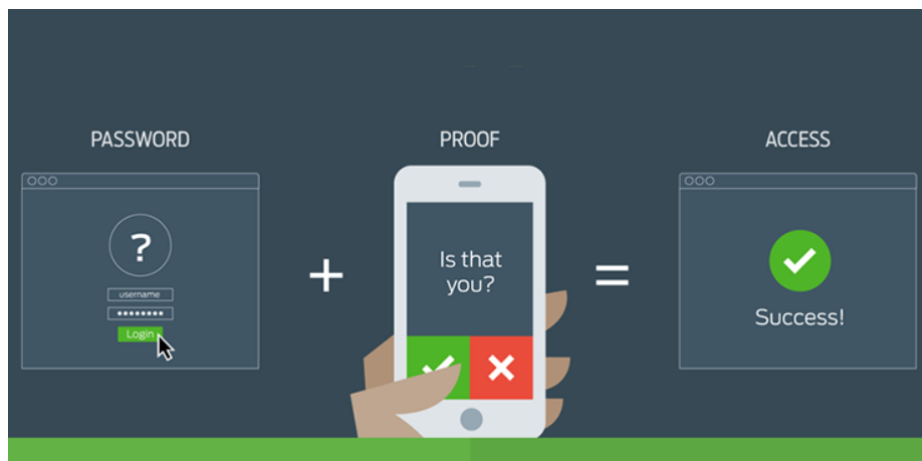 PASSWORD
?
username
********
Login
+
PROOF
Is that
you?
=
ACCESS
Success!